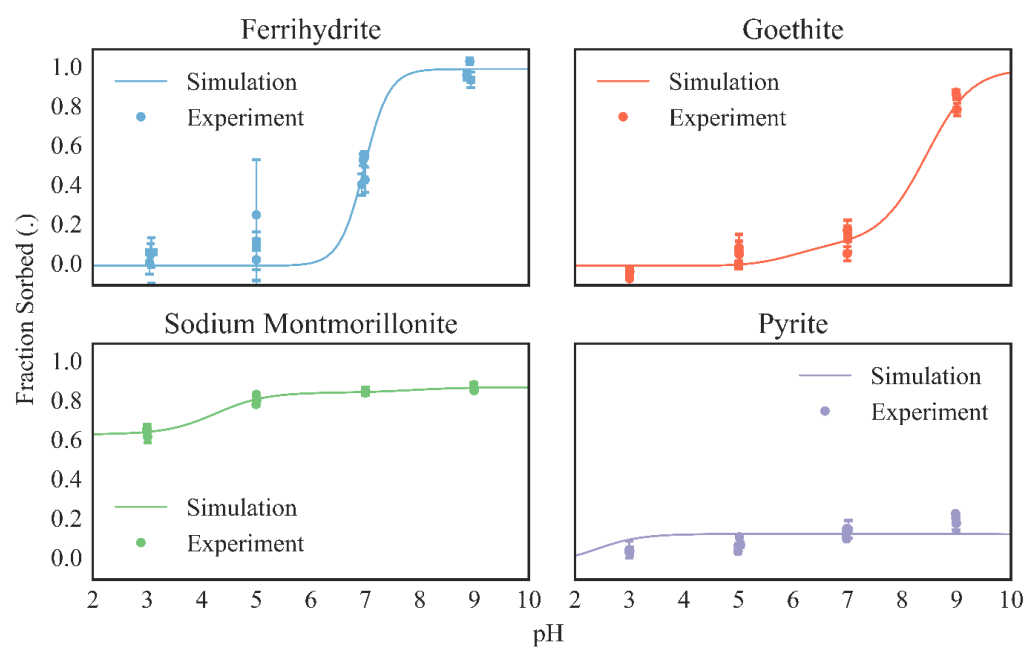 Ferrihydrite
Goethite
1.0
0.8
0.6
0.4
0.2
0.0
Simulation
Experiment
Simulation
Experiment
Fraction Sorbed (.)
Sodium Montmorillonite
Pyrite
1.0
0.8
0.6
0.4
0.2
0.0
Simulation
Experiment
Simulation
Experiment
2 3 4 5 6 7 8 9 10
2 3 4 5 6 7 8 9 10
pH